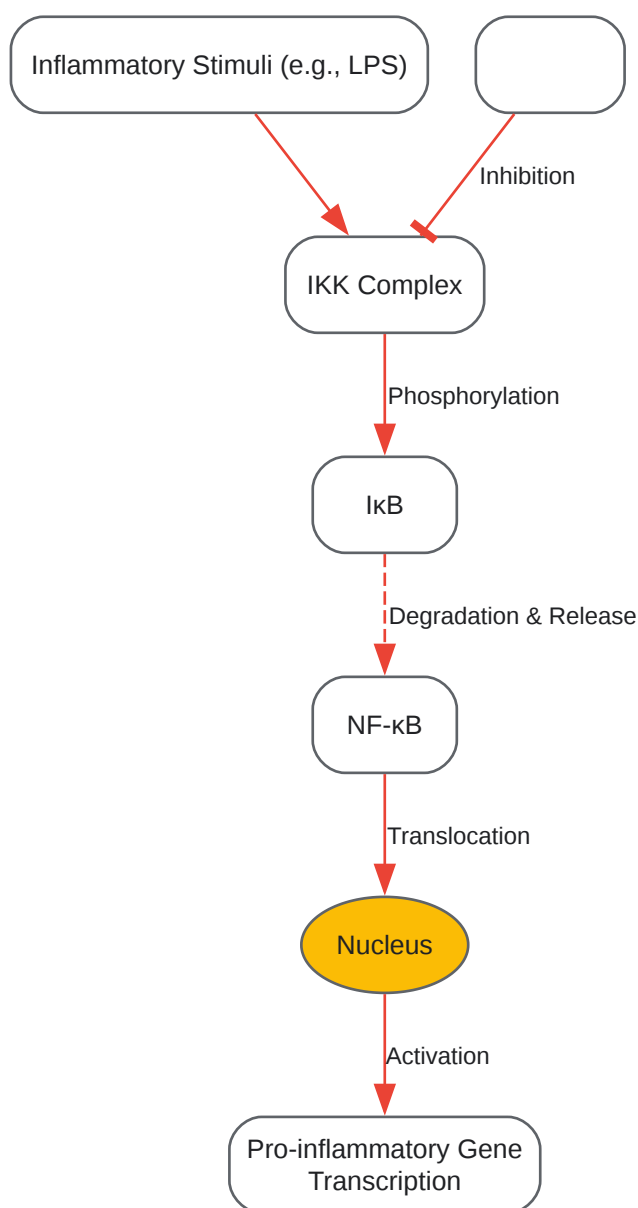 Inflammatory Stimuli (e.g., LPS)
Inhibition
IKK Complex
Phosphorylation
IκB
Degradation & Release
NF-κB
Translocation
Nucleus
Activation
Pro-inflammatory Gene
Transcription